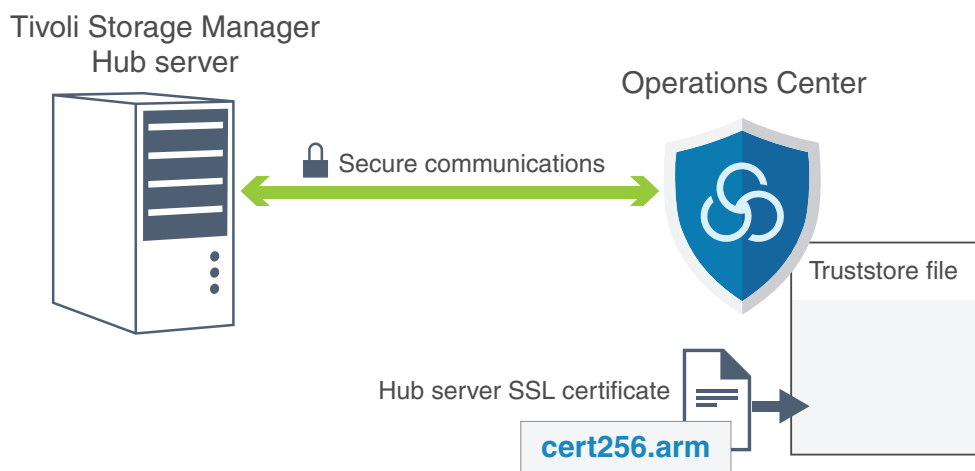 Tivoli Storage Manager
Hub server
Operations Center
Secure communications
Truststore file
Hub server SSL certificate
cert256.arm